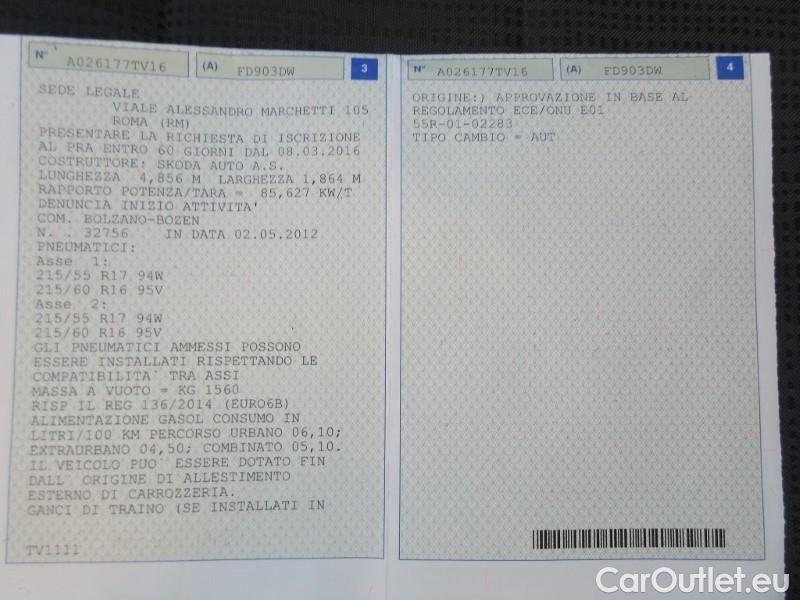 N° A026177TV16 (A) FD903DW 3
SEDE LEGALE
VIALE ALESSANDRO MARCHETTI 105
ROMA (RM)
PRESENTARE LA RICHIESTA DI ISCRIZIONE
AL PRA ENTRO 60 GIORNI DAL 08.03.2016
COSTRUTTORE: SKODA AUTO A.S.
LUNGHEZZA 4,856 M LARGHEZZA 1,864 M
RAPPORTO POTENZA/TARA = 85,627 KW/T
DENUNCIA INIZIO ATTIVITA'
COM. BOLZANO-BOZEN
N. . 32756 IN DATA 02.05.2012
PNEUMATICI:
Asse 1:
215/55 R17 94W
215/60 R16 95V
Asse 2:
215/55 R17 94W
215/60 R16 95V
GLI PNEUMATICI AMMESSI POSSONO
ESSERE INSTALLATI RISPETTANDO LE
COMPATIBILITA` TRA ASSI
MASSA A VUOTO = KG 1560
RISP IL REG 136/2014 (EURO6B)
ALIMENTAZIONE GASOL CONSUMO IN
LITRI/100 KM PERCORSO URBANO 06,10;
EXTRAURBANO 04,50; COMBINATO 05,10.
IL VEICOLO PUO` ESSERE DOTATO FIN
DALL` ORIGINE DI ALLESTIMENTO
ESTERNO DI CARROZZERIA.
GANCI DI TRAINO (SE INSTALLATI IN
TV1111
N° A026177TV16 (A) FD903DW 4
ORIGINE:) APPROVAZIONE IN BASE AL
REGOLAMENTO ECE/ONU E01
55R-01-02283
TIPO CAMBIO = AUT
CarOutlet.eu